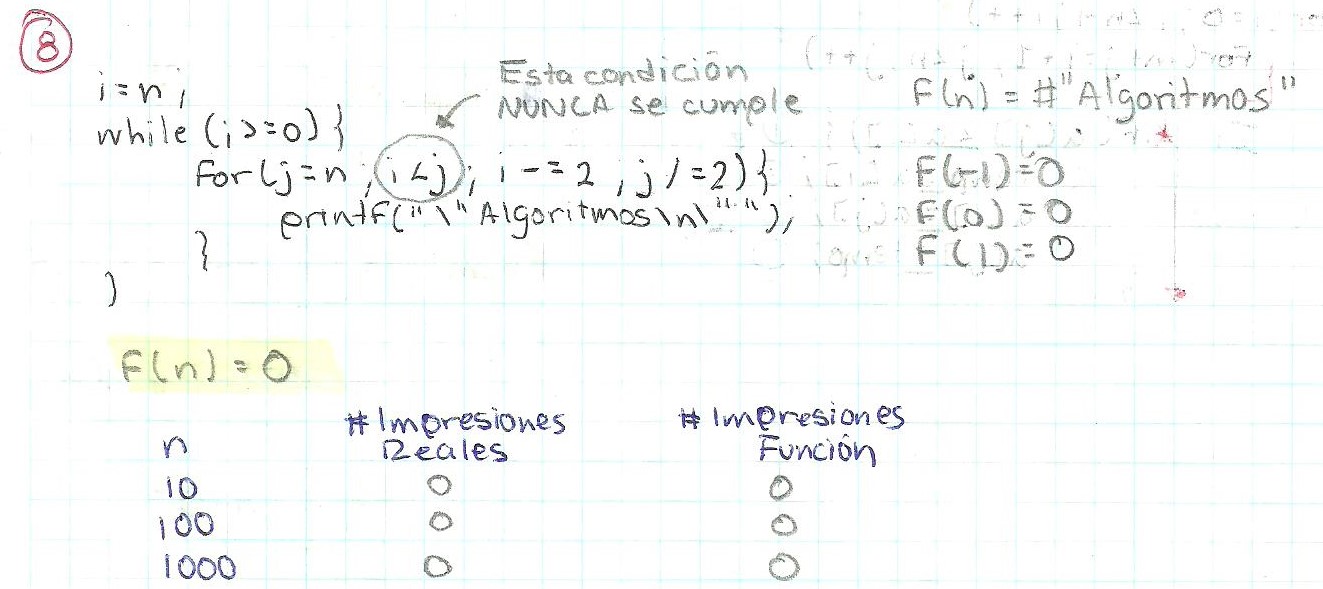 8
i=n;
while (i>=0) {
for(j=n; i<j; i-=2, j/=2){
printf("\"Algoritmos\n\"");
}
}
Esta condición
NUNCA se cumple
F(n) = #"Algoritmos"
F(-1)=0
F(0)=0
F(1)=0
F(n)=0
n # Impresiones Reales # Impresiones Función
10 0 0
100 0 0
1000 0 0